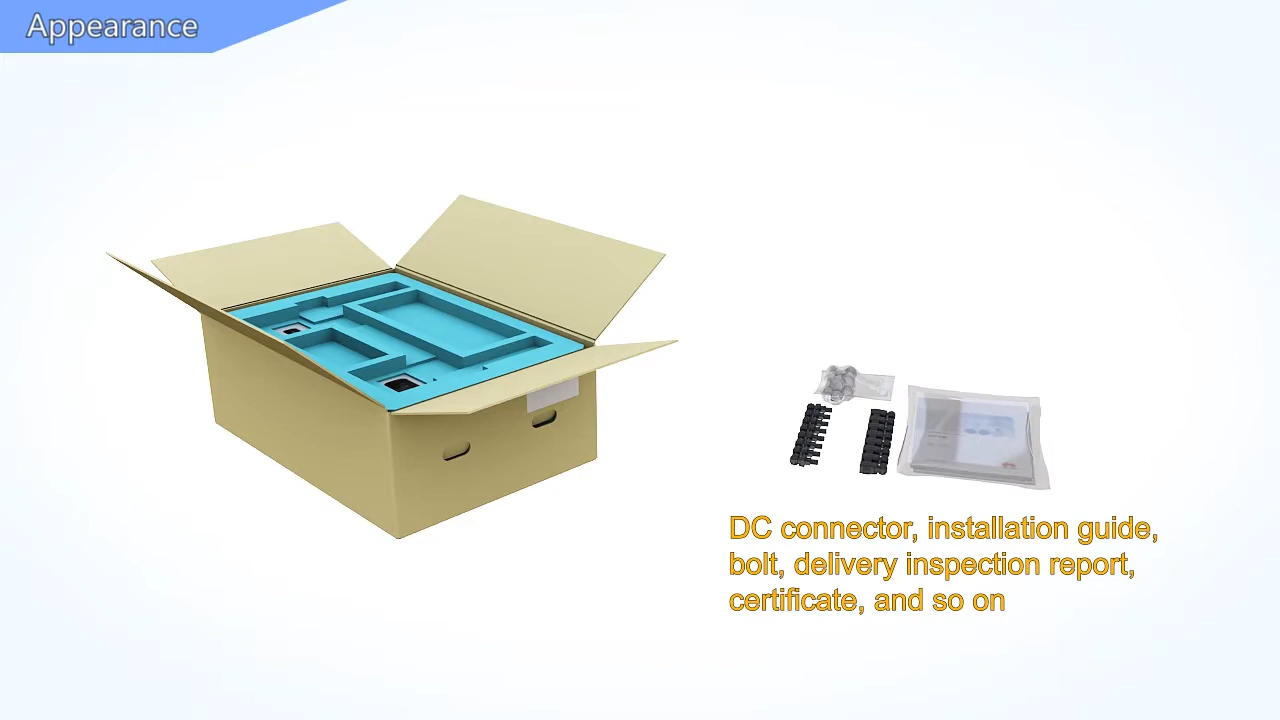 Appearance
DC connector, installation guide,
bolt, delivery inspection report,
certificate, and so on